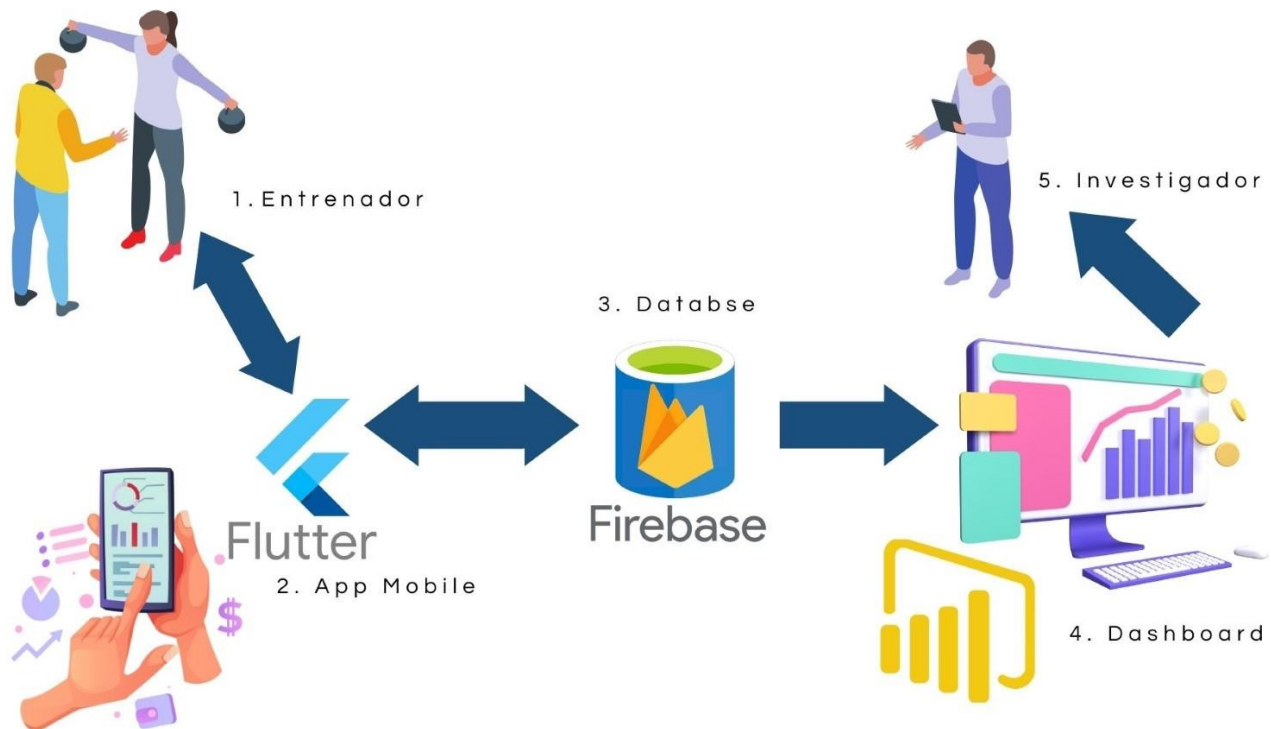 1.Entrenador
5. Investigador
3. Databse
Flutter
Firebase
2. App Mobile
$
4. Dashboard